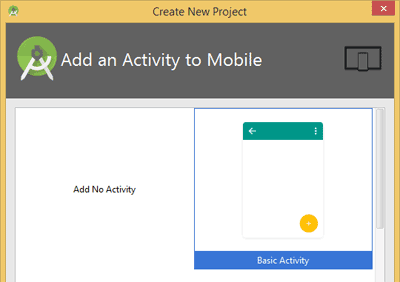 Create New Project
Add an Activity to Mobile
Add No Activity
Basic Activity